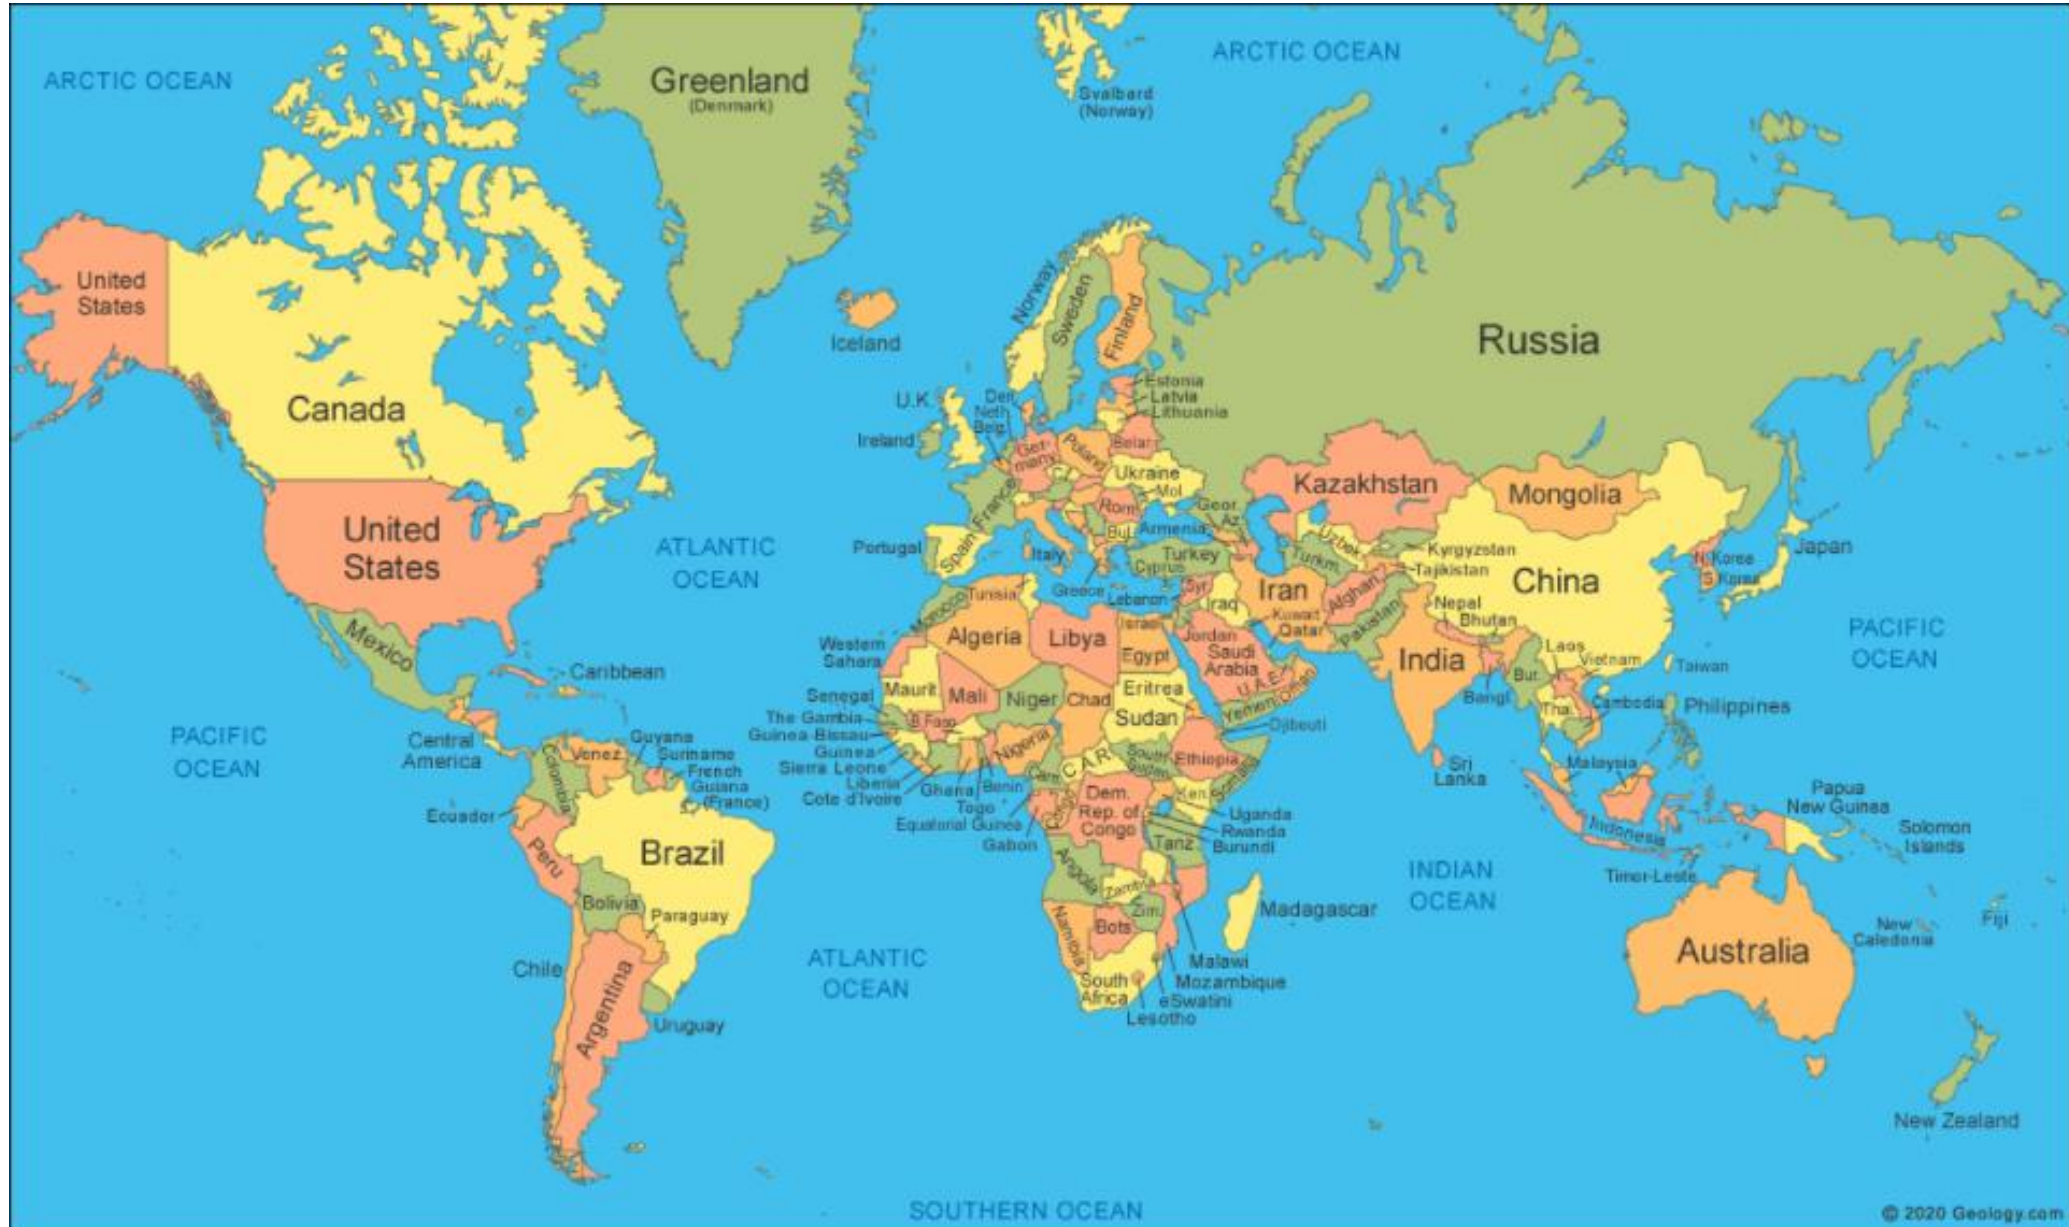 ARCTIC OCEAN
ARCTIC OCEAN
Greenland
(Denmark)
Svalbard
(Norway)
United
States
Canada
Iceland
Norway
Sweden
Finland
Russia
Estonia
Latvia
Lithuania
U.K.
Ireland
Den.
Neth.
Belg.
Ger-
many
Poland
Belar.
Ukraine
Mol.
France
Rom.
Bul.
Geor.
Az.
Armenia
Kazakhstan
Mongolia
United
States
ATLANTIC
OCEAN
Portugal
Spain
Italy
Greece
Turkey
Cyprus
Lebanon
Syr.
Iraq
Iran
Uzbek.
Turkm.
Kyrgyzstan
Tajikistan
Afghan.
Pakistan
China
N. Korea
S. Korea
Japan
Mexico
Caribbean
Morocco
Tunisia
Algeria
Libya
Israel
Egypt
Jordan
Saudi
Arabia
Kuwait
Qatar
U.A.E.
Oman
Yemen
Nepal
Bhutan
India
Bangl.
Bur.
Laos
Vietnam
Taiwan
PACIFIC
OCEAN
Western
Sahara
Maurit.
Mali
Niger
Chad
Eritrea
Sudan
Djibouti
Tha.
Cambodia
Philippines
Senegal
The Gambia
Guinea-Bissau
Guinea
Sierra Leone
Liberia
Cote d'Ivoire
B.Faso
Ghana
Togo
Benin
Nigeria
Cam.
C.A.R.
South
Sudan
Ethiopia
Somalia
Equatorial Guinea
Gabon
Congo
Dem.
Rep. of
Congo
Ken.
Uganda
Rwanda
Burundi
Tanz.
Sri
Lanka
Malaysia
Indonesia
Papua
New Guinea
Solomon
Islands
Timor-Leste
PACIFIC
OCEAN
Central
America
Venez.
Guyana
Suriname
French
Guiana
(France)
Colombia
Ecuador
Peru
Brazil
Bolivia
Paraguay
Chile
Argentina
Uruguay
ATLANTIC
OCEAN
Angola
Zambia
Zim.
Namibia
Bots.
South
Africa
Malawi
Mozambique
eSwatini
Lesotho
Madagascar
INDIAN
OCEAN
Australia
New
Caledonia
Fiji
New Zealand
SOUTHERN OCEAN
© 2020 Geology.com